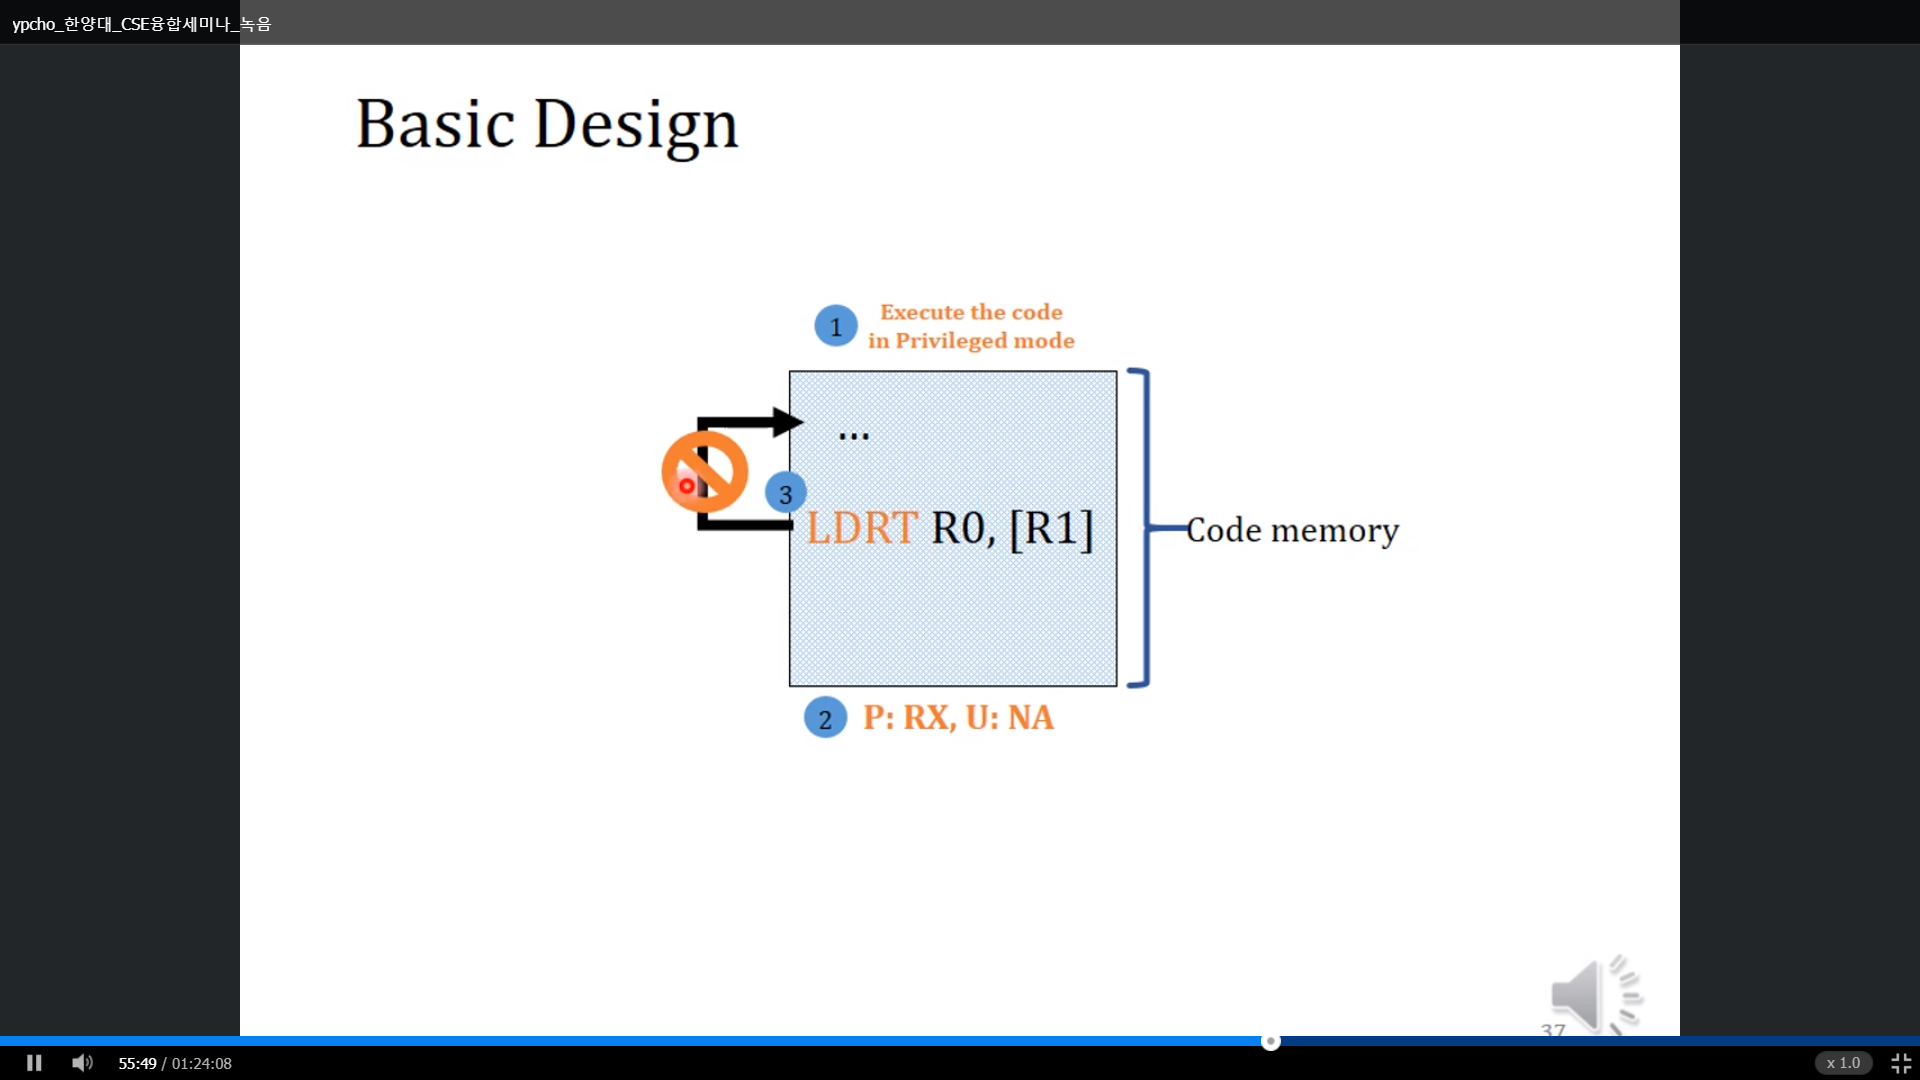 ypcho_한양대_CSE융합세미나_녹음
Basic Design
1
Execute the code
in Privileged mode
...
3
LDRT R0, [R1]
Code memory
2
P: RX, U: NA
37
55:49 / 01:24:08
x 1.0